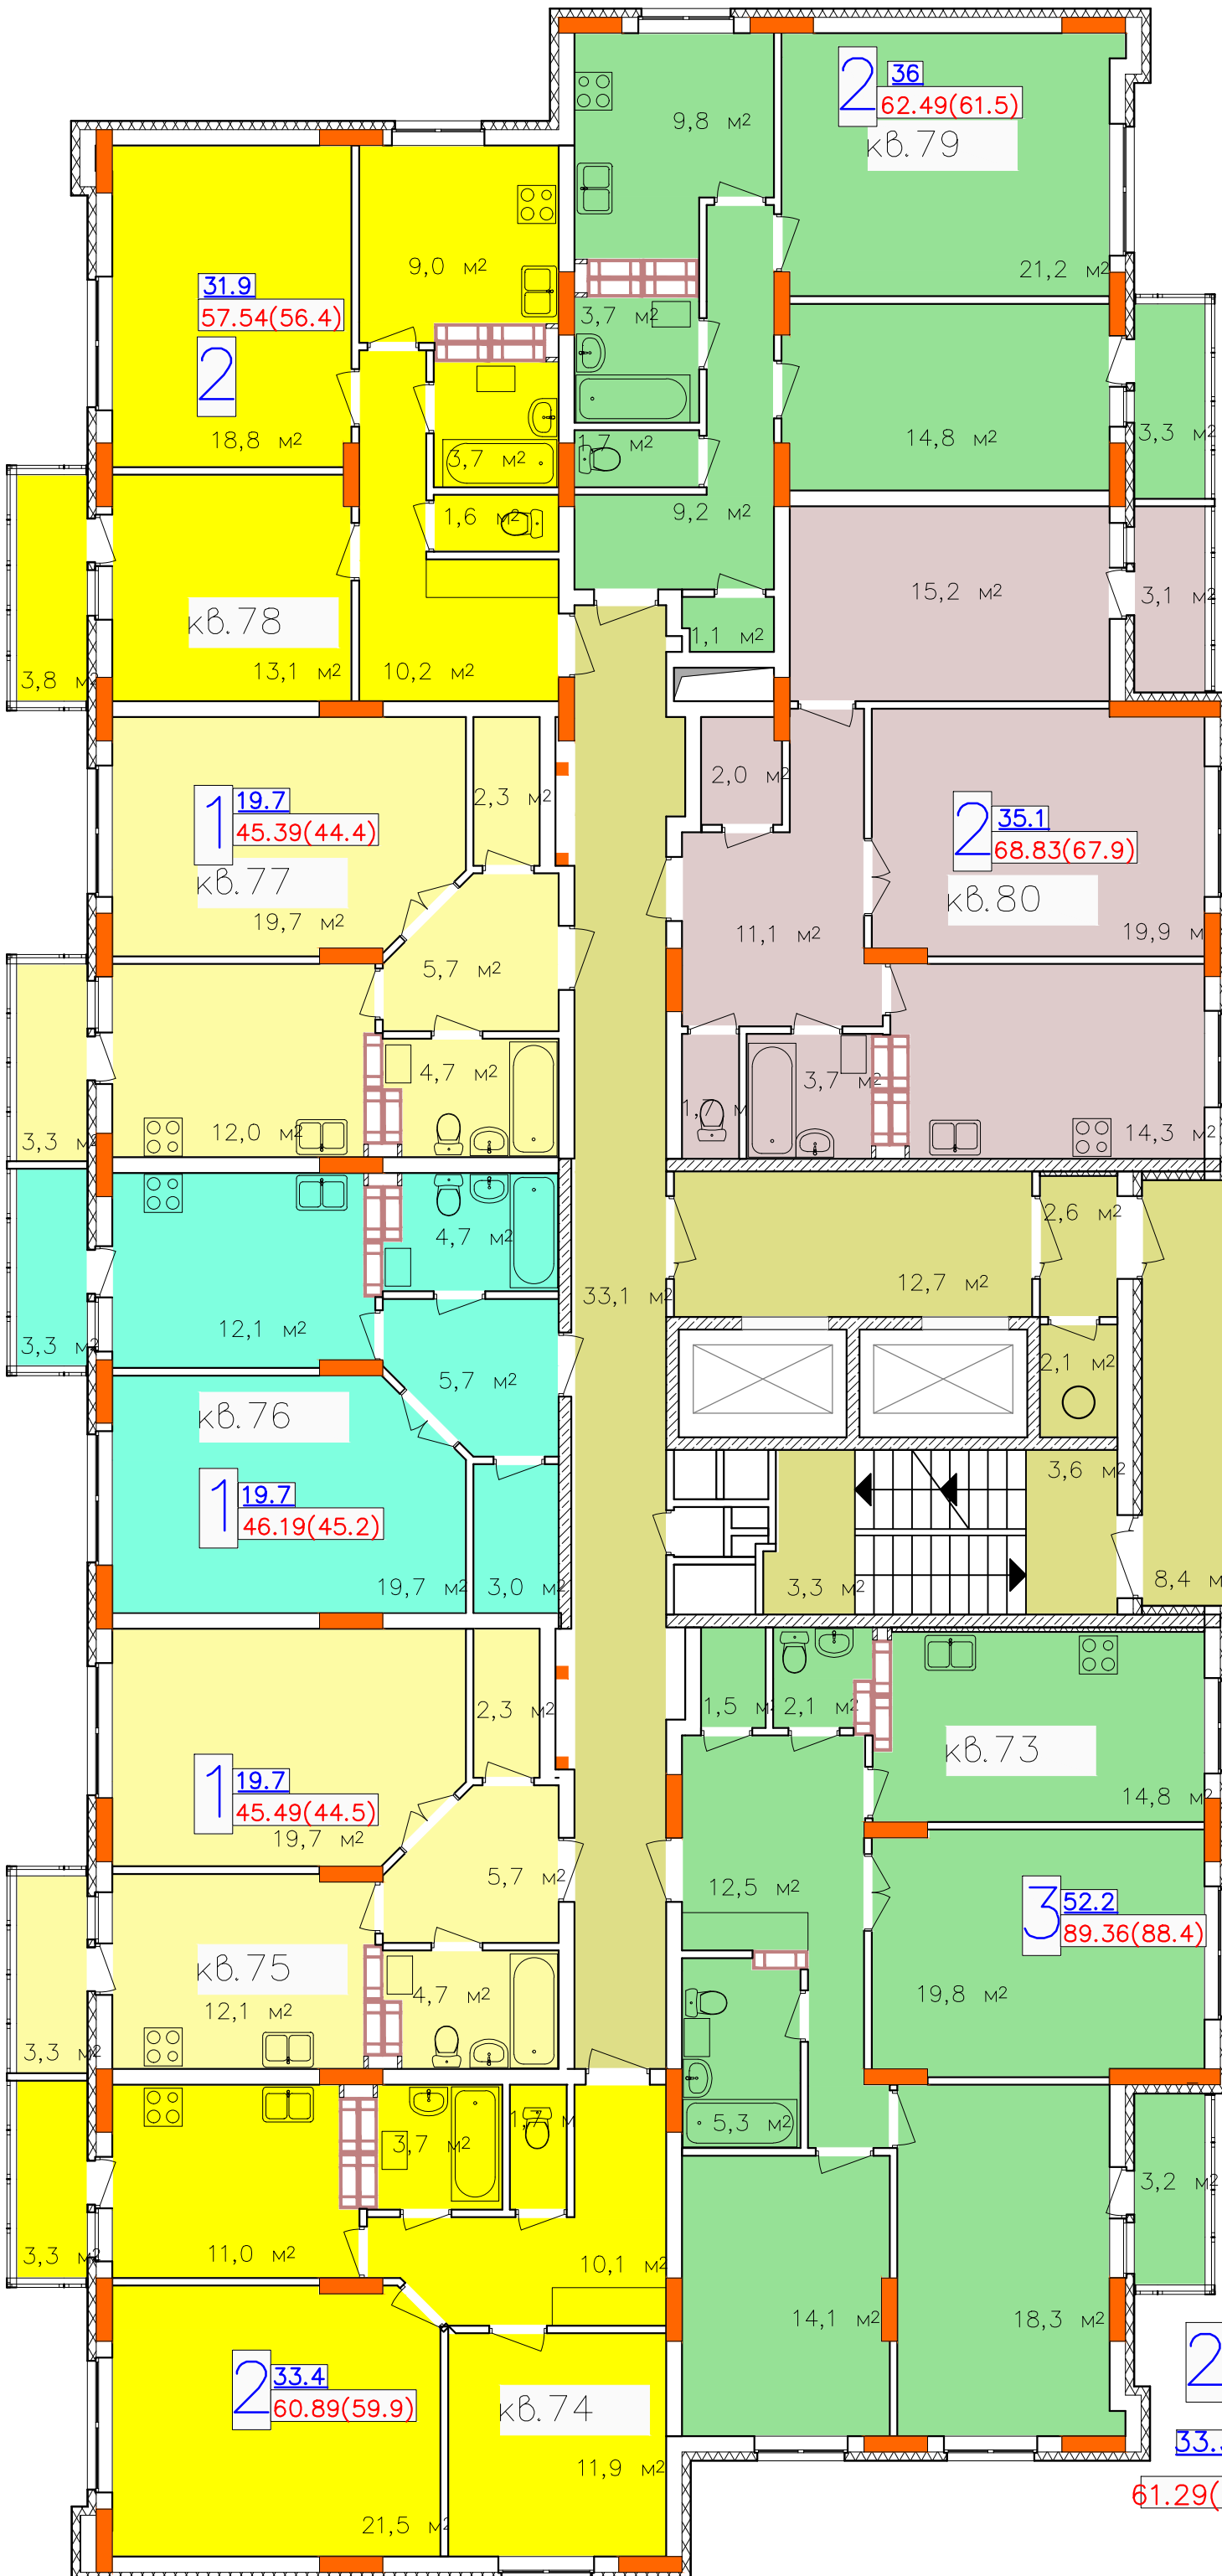 9,8 м²
2
36
62.49(61.5)
кв.79
21,2 м²
9,0 м²
31.9
57.54(56.4)
2
18,8 м²
3,7 м²
3,7 м²
1,7 м²
14,8 м²
3,3 м²
1,6 м²
9,2 м²
15,2 м²
3,1 м²
кв.78
13,1 м²
10,2 м²
3,8 м²
1,1 м²
1
19.7
45.39(44.4)
кв.77
19,7 м²
2,3 м²
2,0 м²
2
35.1
68.83(67.9)
кв.80
19,9 м
11,1 м²
5,7 м²
4,7 м²
12,0 м²
3,3 м²
1,7 м
3,7 м²
14,3 м²
4,7 м²
12,1 м²
3,3 м²
5,7 м²
33,1 м²
12,7 м²
2,6 м²
2,1 м²
кв.76
1
19.7
46.19(45.2)
19,7 м²
3,0 м²
3,6 м²
3,3 м²
8,4 м
1
19.7
45.49(44.5)
19,7 м²
2,3 м²
1,5 м²
2,1 м²
кв.73
14,8 м²
5,7 м²
12,5 м²
3
52.2
89.36(88.4)
19,8 м²
кв.75
12,1 м²
4,7 м²
3,3 м²
5,3 м²
3,2 м²
3,7 м²
1,7 м
11,0 м²
3,3 м²
10,1 м²
14,1 м²
18,3 м²
2
33.4
60.89(59.9)
кв.74
11,9 м²
21,5 м²
2
33.
61.29(